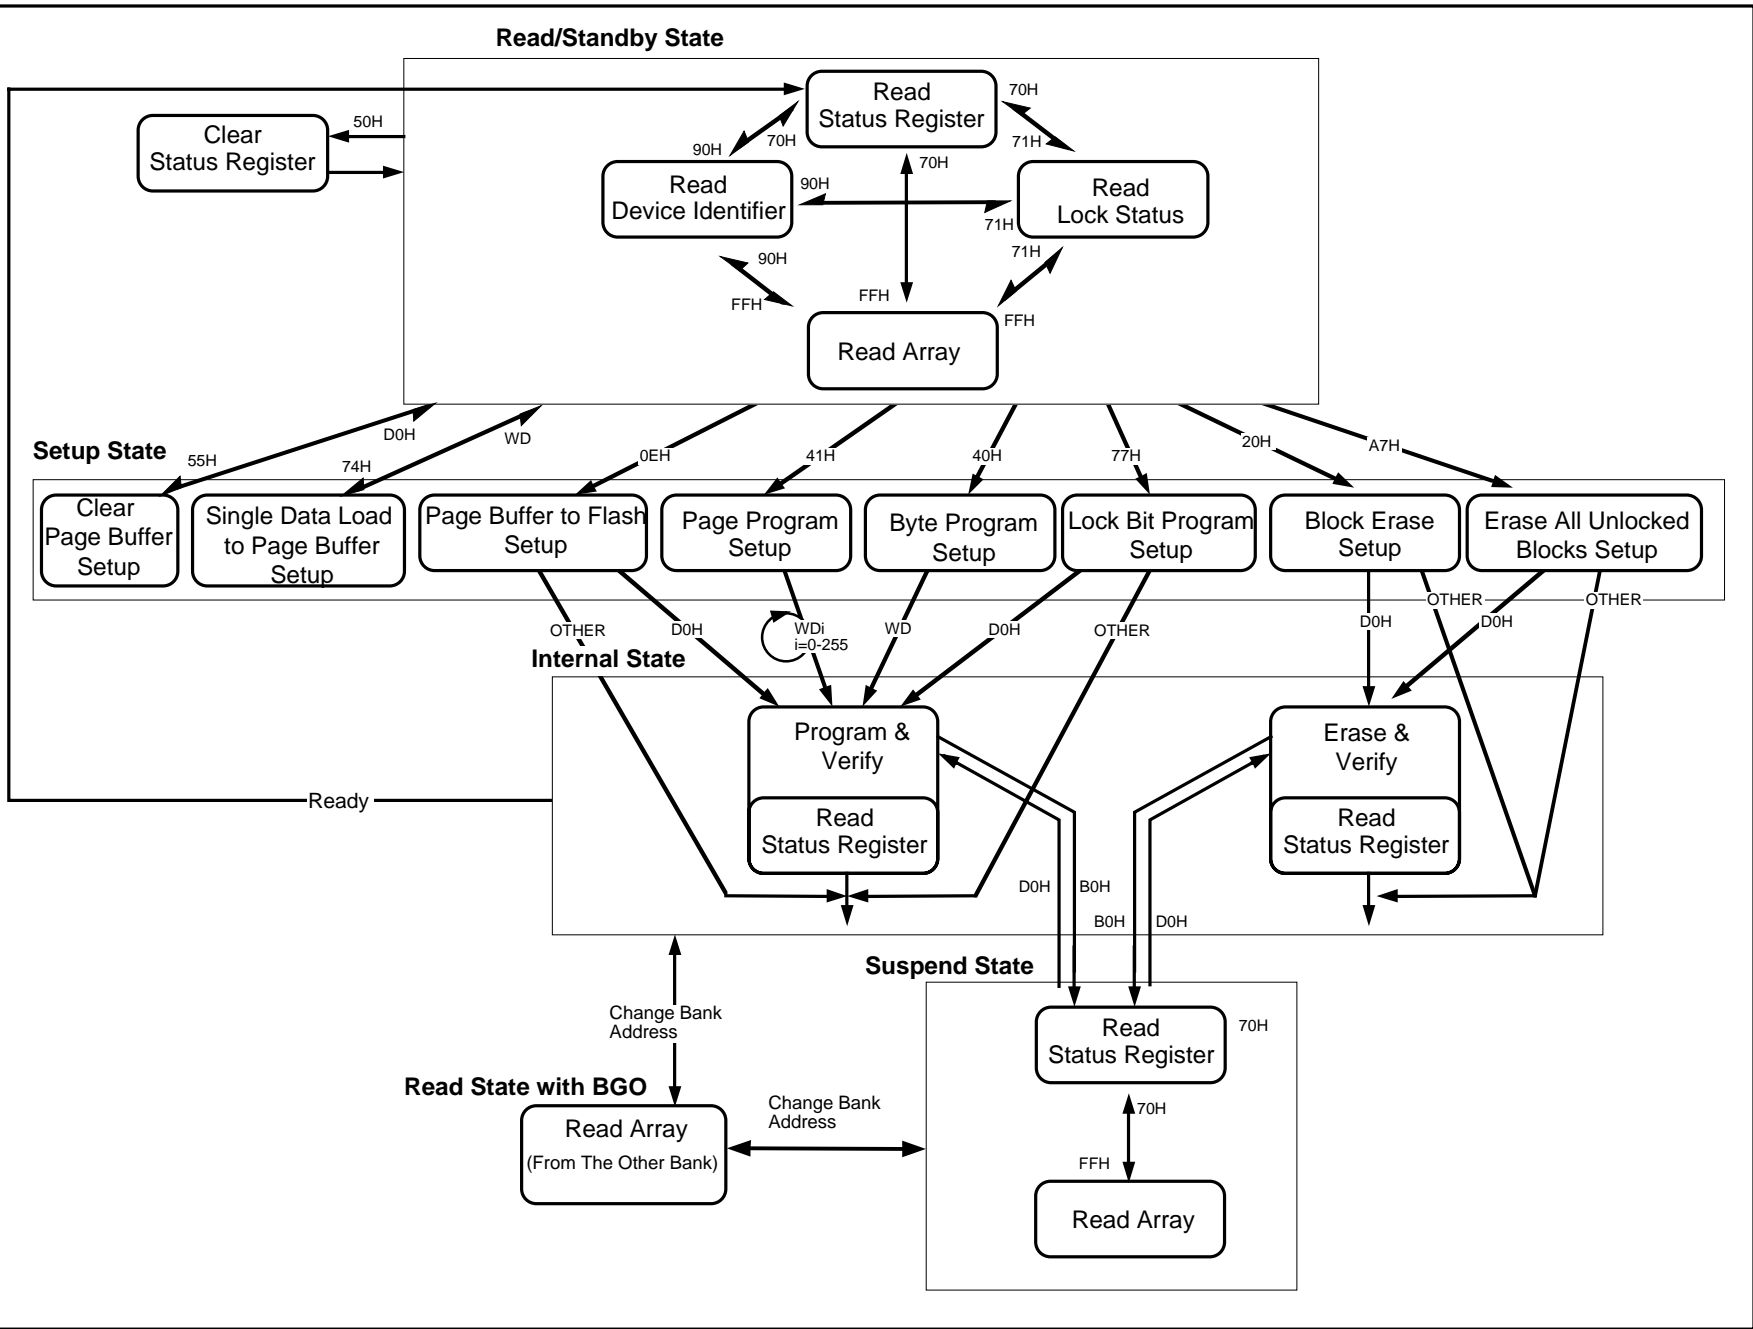 Read/Standby State
Read
Status Register
70H
Clear
Status Register
50H
90H
70H
71H
70H
Read
Device Identifier
90H
71H
Read
Lock Status
90H
FFH
FFH
71H
FFH
Read Array
Setup State
55H
D0H
74H
WD
0EH
41H
40H
77H
20H
A7H
Clear
Page Buffer
Setup
Single Data Load
to Page Buffer
Setup
Page Buffer to Flash
Setup
Page Program
Setup
Byte Program
Setup
Lock Bit Program
Setup
Block Erase
Setup
Erase All Unlocked
Blocks Setup
OTHER
D0H
WDi
i=0-255
WD
D0H
OTHER
D0H
OTHER
D0H
OTHER
Internal State
Program &
Verify
Read
Status Register
Erase &
Verify
Read
Status Register
Ready
D0H
B0H
B0H
D0H
Suspend State
Change Bank
Address
Read
Status Register
70H
Read State with BGO
Read Array
(From The Other Bank)
Change Bank
Address
70H
FFH
Read Array